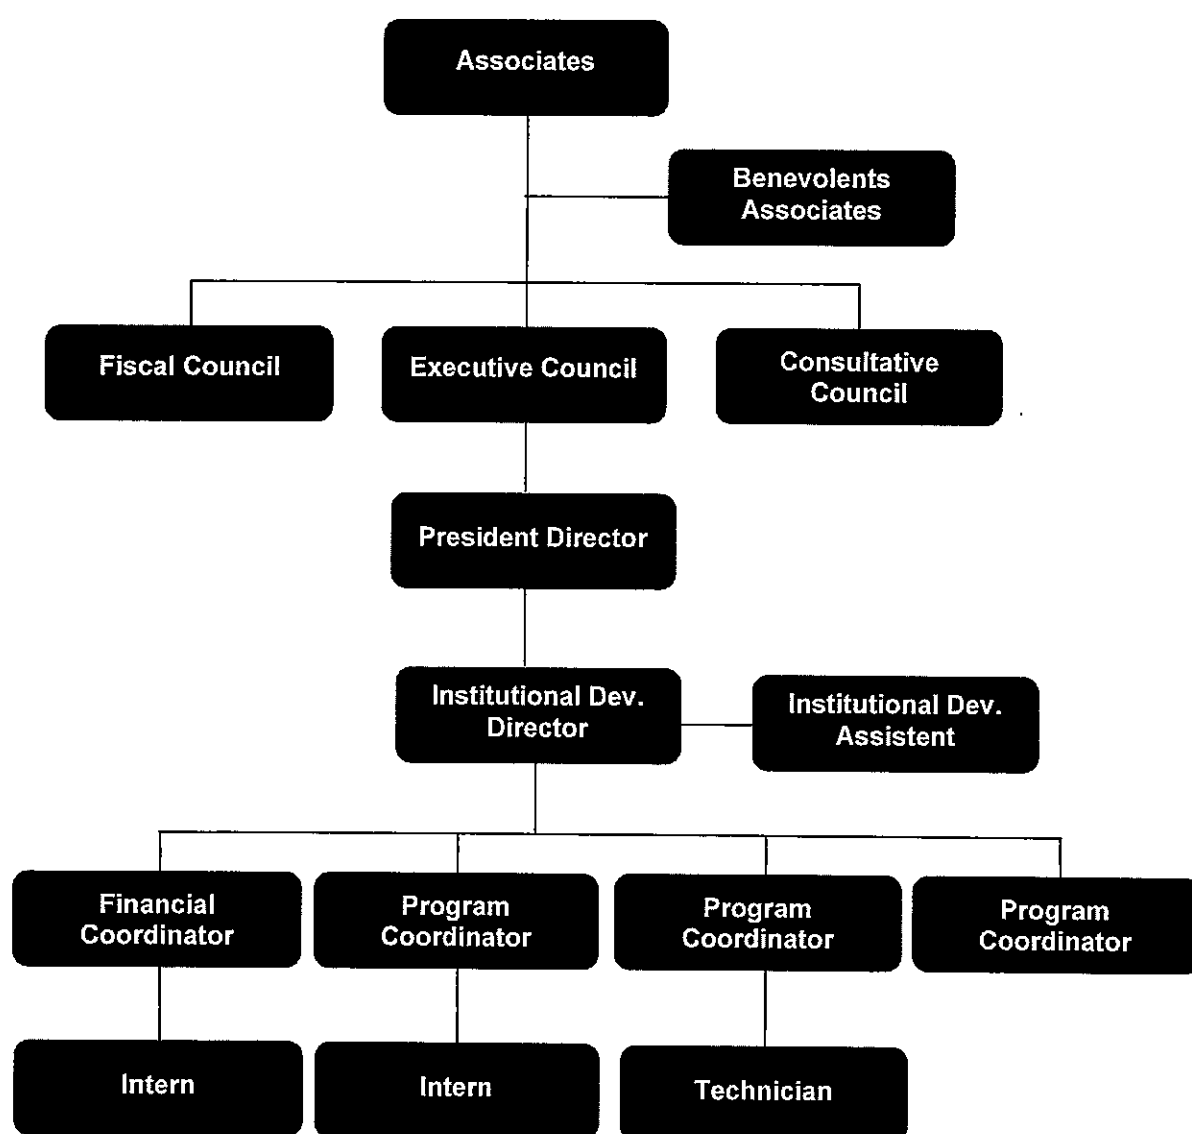 Associates
Benevolents
Associates
Fiscal Council
Executive Council
Consultative
Council
President Director
Institutional Dev.
Director
Institutional Dev.
Assistent
Financial
Coordinator
Program
Coordinator
Program
Coordinator
Program
Coordinator
Intern
Intern
Technician